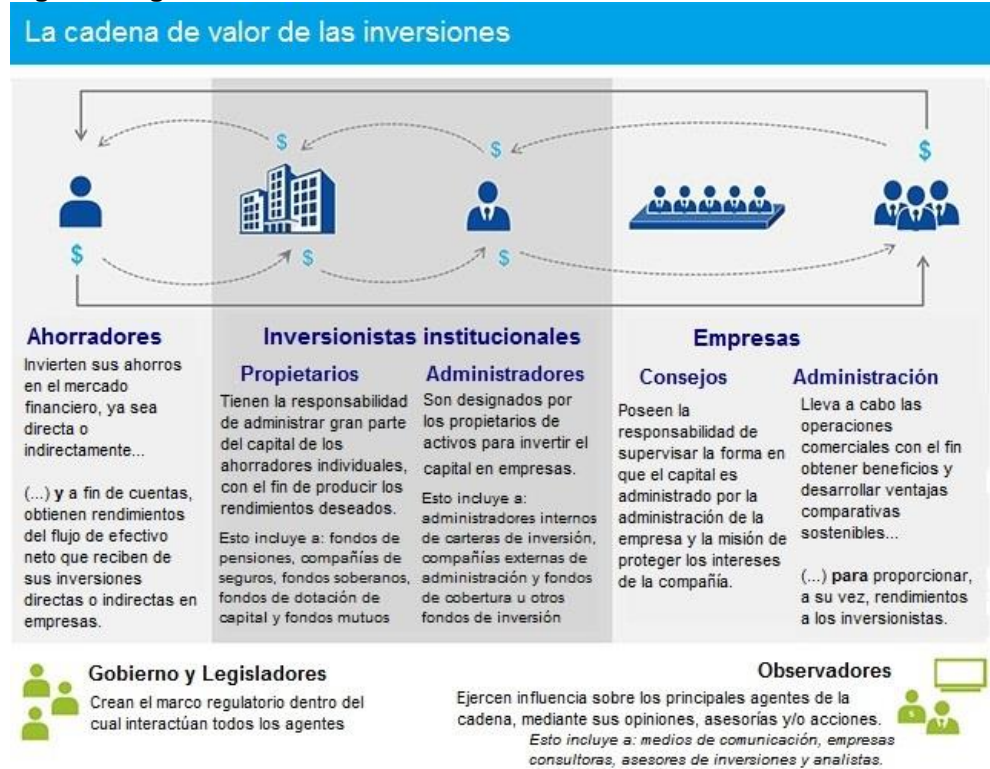 La cadena de valor de las inversiones
$
$
$
$
$
$
Ahorradores
Invierten sus ahorros
en el mercado
financiero, ya sea
directa o
indirectamente...
(...) y a fin de cuentas,
obtienen rendimientos
del flujo de efectivo
neto que reciben de
sus inversiones
directas o indirectas en
empresas.
Inversionistas institucionales
Propietarios
Tienen la responsabilidad
de administrar gran parte
del capital de los
ahorradores individuales,
con el fin de producir los
rendimientos deseados.
Esto incluye a: fondos de
pensiones, compañías de
seguros, fondos soberanos,
fondos de dotación de
capital y fondos mutuos
Administradores
Son designados por
los propietarios de
activos para invertir el
capital en empresas.
Esto incluye a:
administradores internos
de carteras de inversión,
compañías externas de
administración y fondos
de cobertura u otros
fondos de inversión
Empresas
Consejos
Poseen la
responsabilidad de
supervisar la forma en
que el capital es
administrado por la
administración de la
empresa y la misión de
proteger los intereses
de la compañía.
Administración
Lleva a cabo las
operaciones
comerciales con el fin
obtener beneficios y
desarrollar ventajas
comparativas
sostenibles...
(...) para proporcionar,
a su vez, rendimientos
a los inversionistas.
Gobierno y Legisladores
Crean el marco regulatorio dentro del
cual interactúan todos los agentes
Observadores
Ejercen influencia sobre los principales agentes de la
cadena, mediante sus opiniones, asesorías y/o acciones.
Esto incluye a: medios de comunicación, empresas
consultoras, asesores de inversiones y analistas.